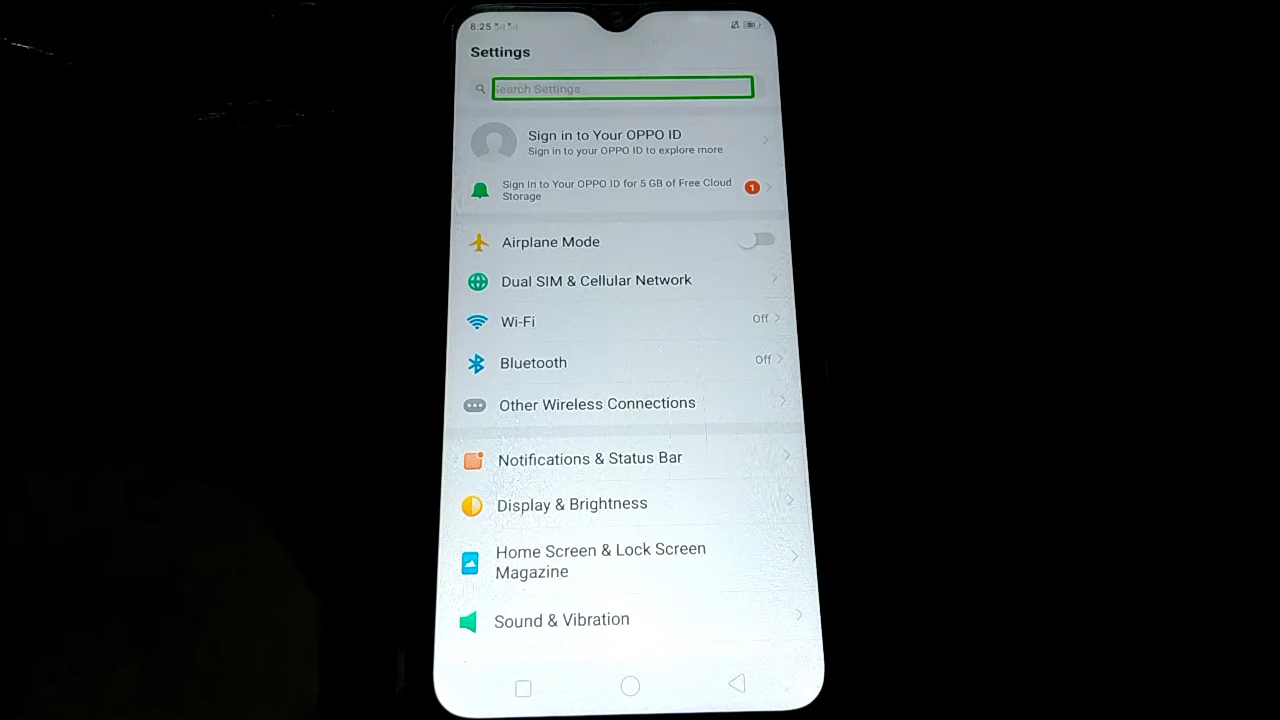 8:25
Settings
Search Settings
Sign in to Your OPPO ID
Sign in to your OPPO ID to explore more
Sign In to Your OPPO ID for 5 GB of Free Cloud
Storage
1
Airplane Mode
Dual SIM & Cellular Network
Wi-Fi
Off
Bluetooth
Off
Other Wireless Connections
Notifications & Status Bar
Display & Brightness
Home Screen & Lock Screen
Magazine
Sound & Vibration